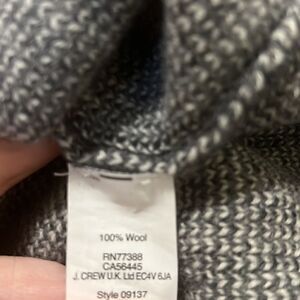 100% Wool
RN77388
CA56445
J. CREW U.K. Ltd EC4V 6JA
Style 09137